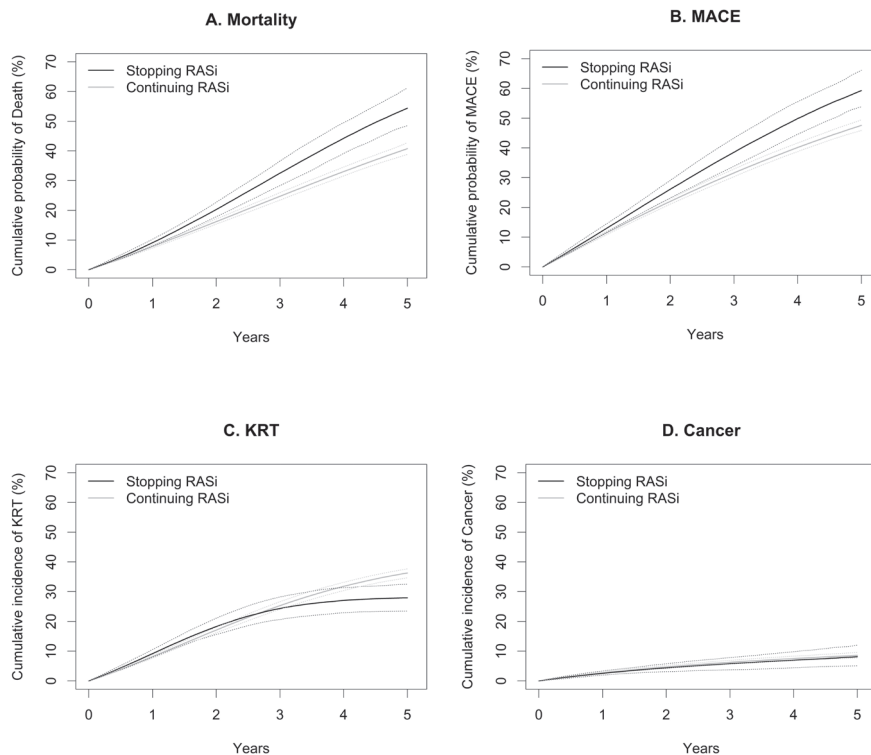 A. Mortality
Cumulative probability of Death (%)
70
60
50
40
30
20
10
0
Stopping RASi
Continuing RASi
0 1 2 3 4 5
Years
B. MACE
Cumulative probability of MACE (%)
70
60
50
40
30
20
10
0
Stopping RASi
Continuing RASi
0 1 2 3 4 5
Years
C. KRT
Cumulative incidence of KRT (%)
70
60
50
40
30
20
10
0
Stopping RASi
Continuing RASi
0 1 2 3 4 5
Years
D. Cancer
Cumulative incidence of Cancer (%)
70
60
50
40
30
20
10
0
Stopping RASi
Continuing RASi
0 1 2 3 4 5
Years